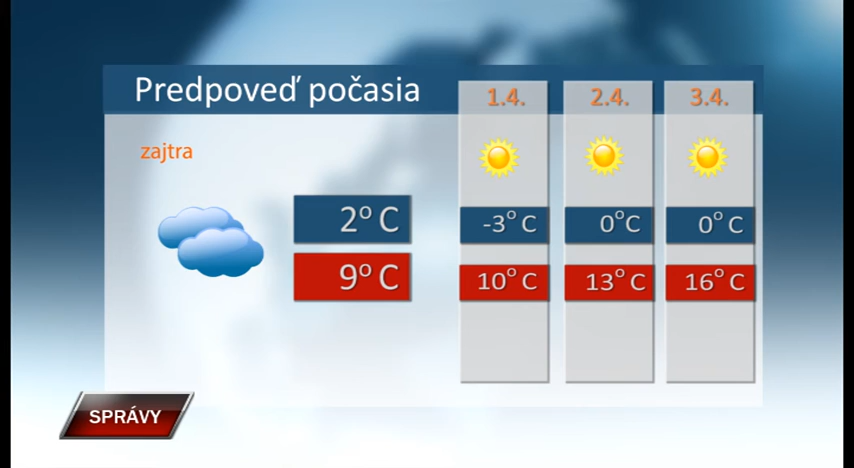 Predpoveď počasia
zajtra
2° C
9° C
1.4.
-3° C
10° C
2.4.
0°C
13° C
3.4.
0° C
16° C
SPRÁVY